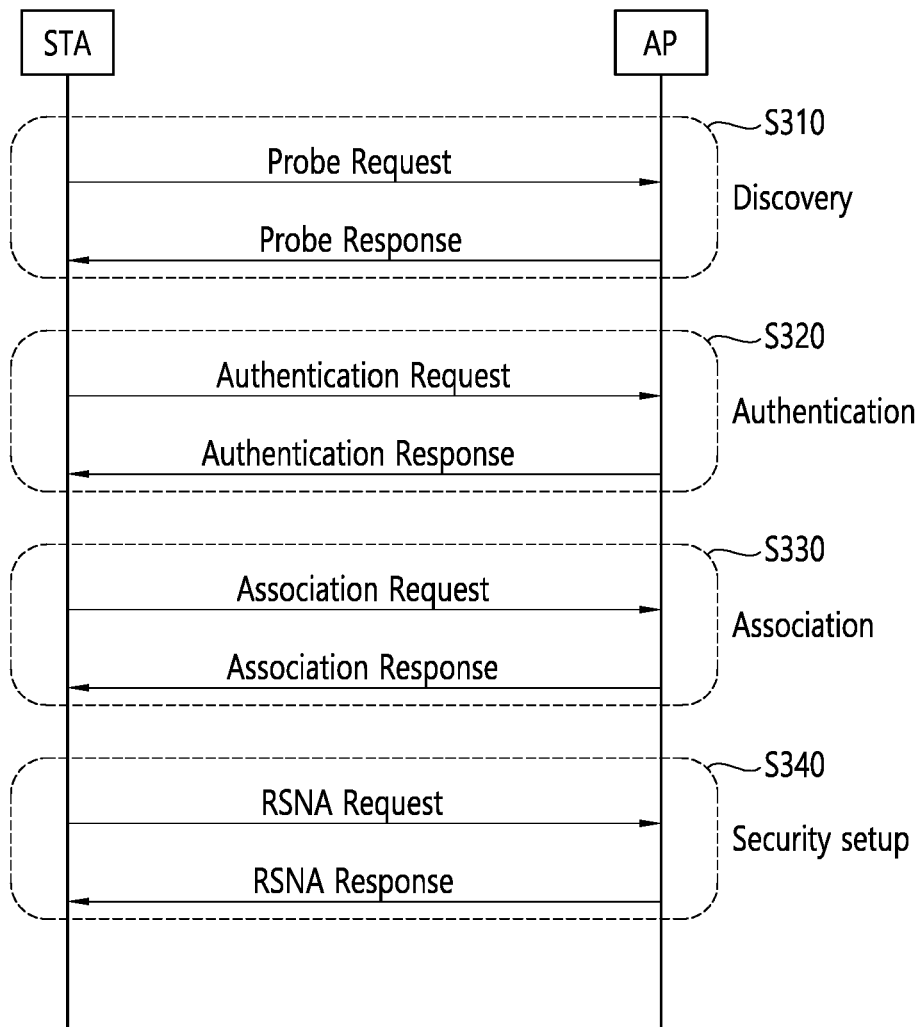 STA
AP
S310
Probe Request
Discovery
Probe Response
S320
Authentication Request
Authentication
Authentication Response
S330
Association Request
Association
Association Response
S340
RSNA Request
Security setup
RSNA Response